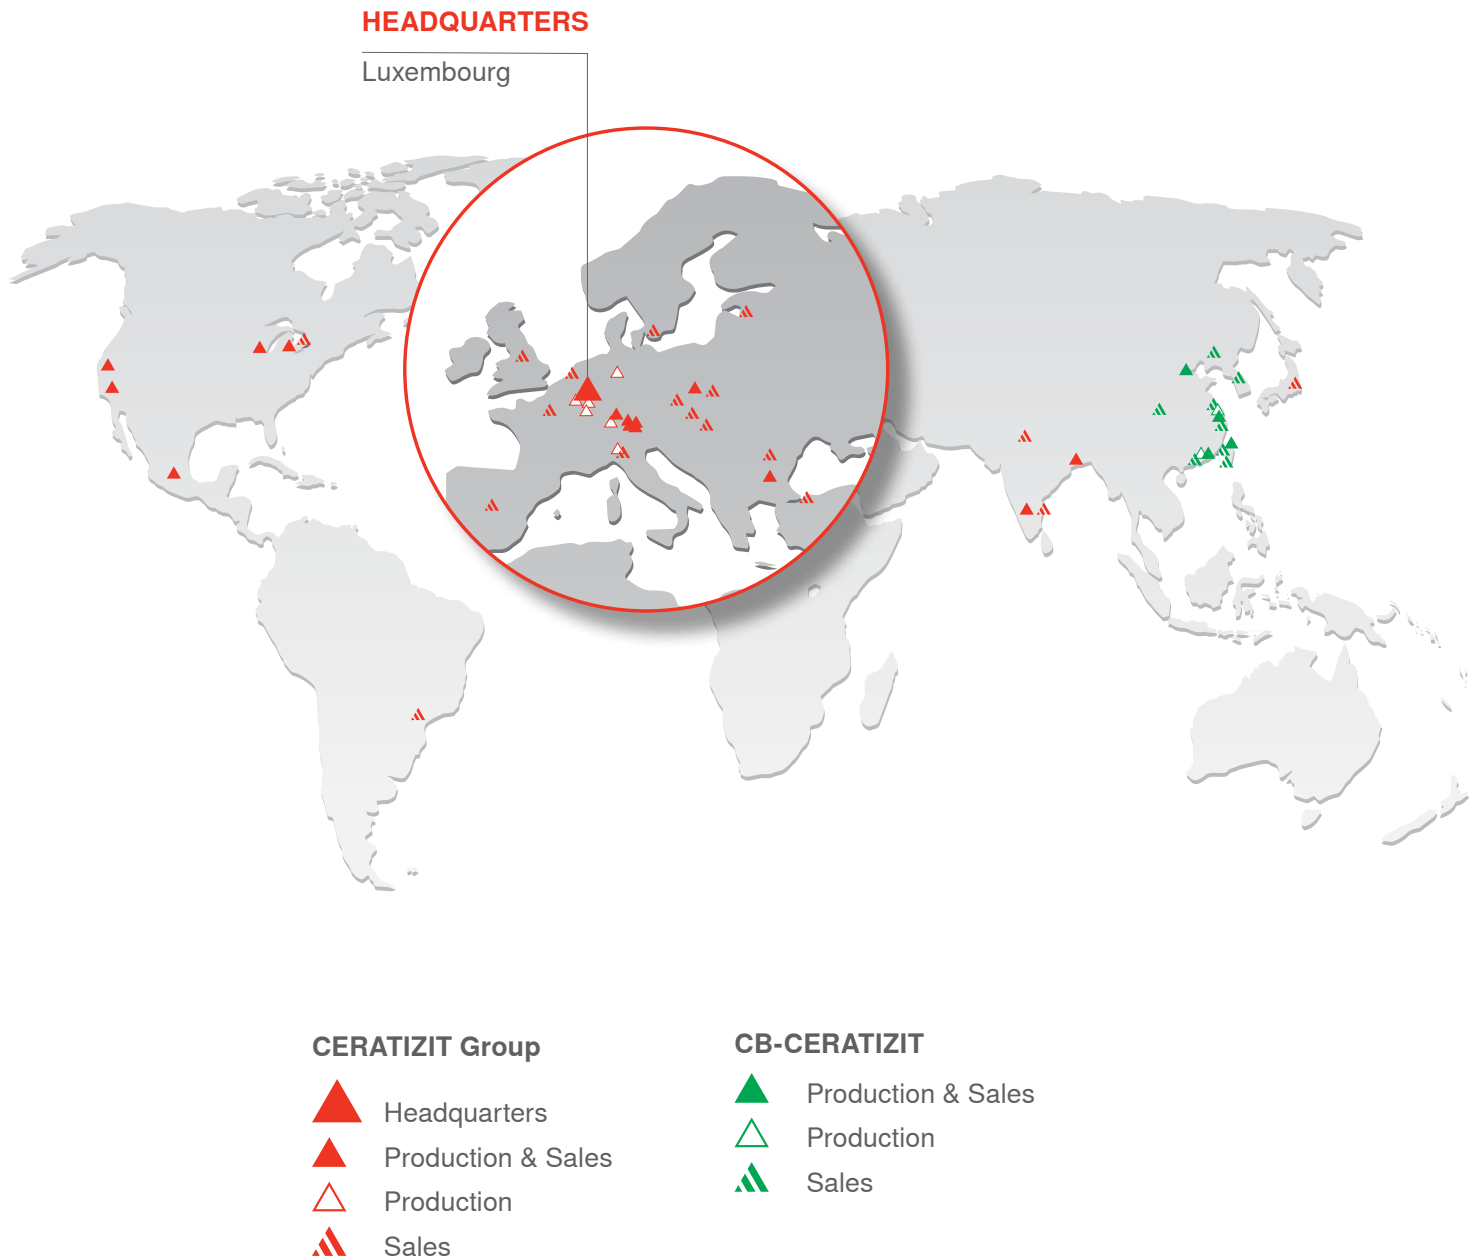 HEADQUARTERS
Luxembourg
CERATIZIT Group
Headquarters
Production & Sales
Production
Sales
CB-CERATIZIT
Production & Sales
Production
Sales